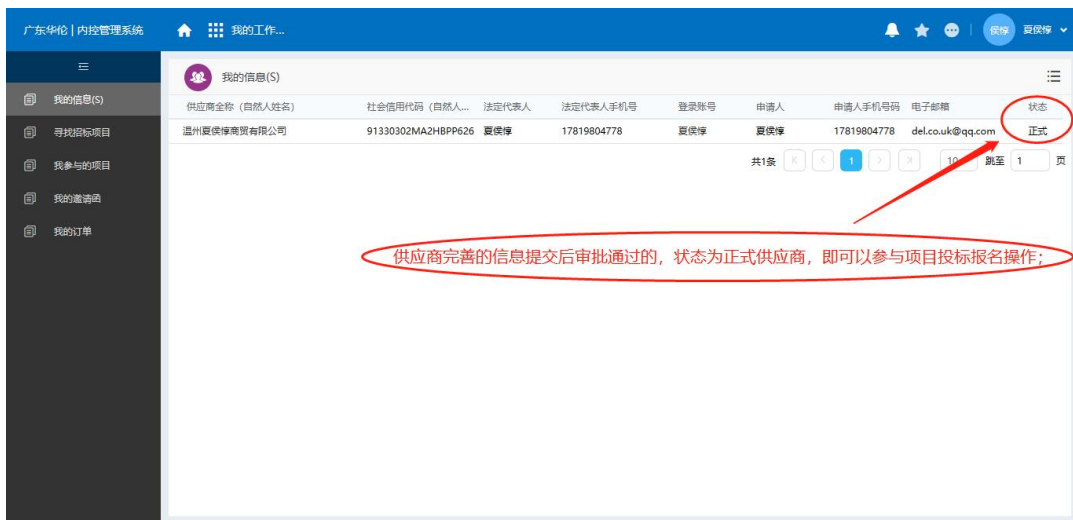 广东华伦 | 内控管理系统 我的工作... 侯惇 夏侯惇
我的信息(S)
我的信息(S)
寻找招标项目
我参与的项目
我的邀请函
我的订单
供应商全称（自然人姓名） 社会信用代码（自然人... 法定代表人 法定代表人手机号 登录账号 申请人 申请人手机号码 电子邮箱 状态
温州夏侯惇商贸有限公司 91330302MA2HBPP626 夏侯惇 17819804778 夏侯惇 夏侯惇 17819804778 del.co.uk@qq.com 正式
共1条 1 10 跳至 1 页
供应商完善的信息提交后审批通过的，状态为正式供应商，即可以参与项目投标报名操作；